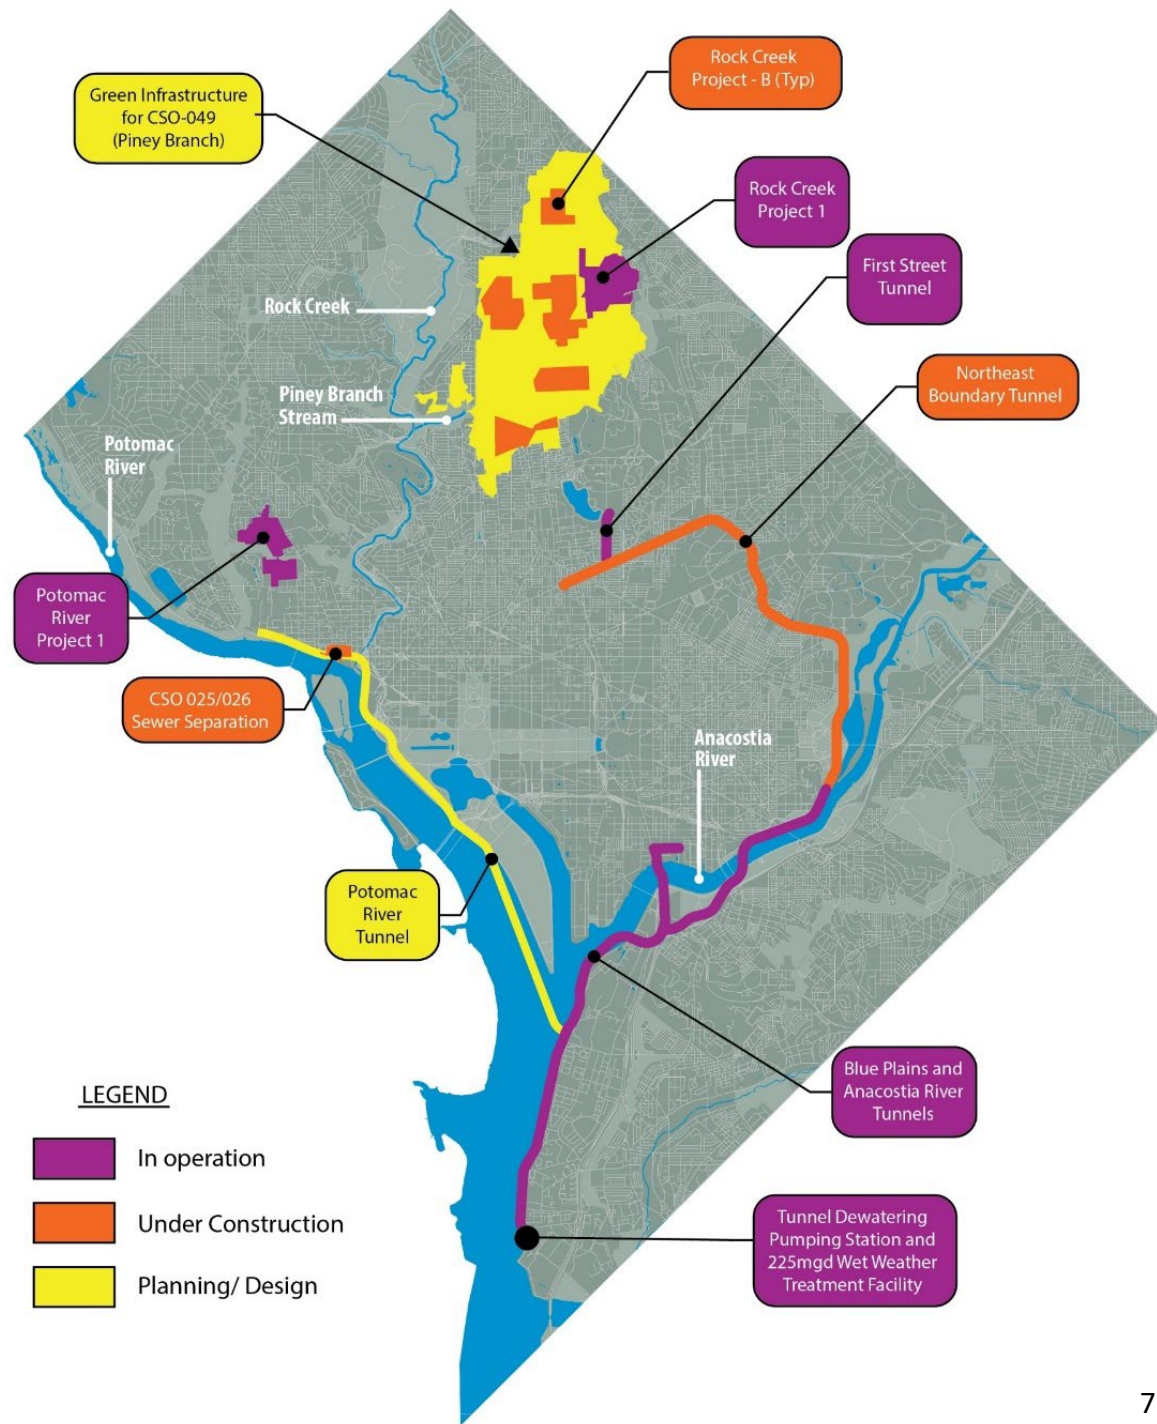 Rock Creek
Project - B (Typ)
Green Infrastructure
for CSO-049
(Piney Branch)
Rock Creek
Project 1
First Street
Tunnel
Rock Creek
Northeast
Boundary Tunnel
Piney Branch
Stream
Potomac
River
Potomac
River
Project 1
CSO 025/026
Sewer Separation
Anacostia
River
Potomac
River
Tunnel
Blue Plains and
Anacostia River
Tunnels
LEGEND
In operation
Under Construction
Planning/ Design
Tunnel Dewatering
Pumping Station and
225mgd Wet Weather
Treatment Facility
7